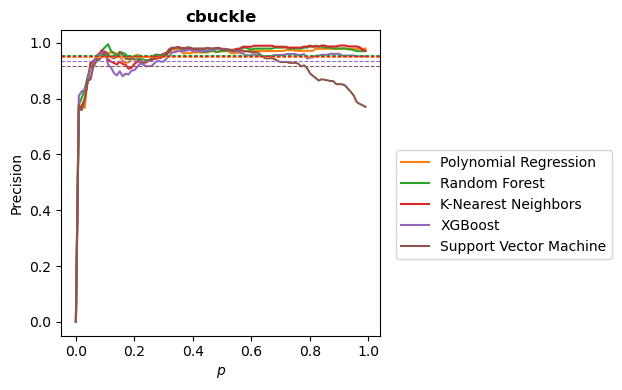 cbuckle
1.0
0.8
0.6
0.4
0.2
0.0
Precision
0.0 0.2 0.4 0.6 0.8 1.0
p
Polynomial Regression
Random Forest
K-Nearest Neighbors
XGBoost
Support Vector Machine